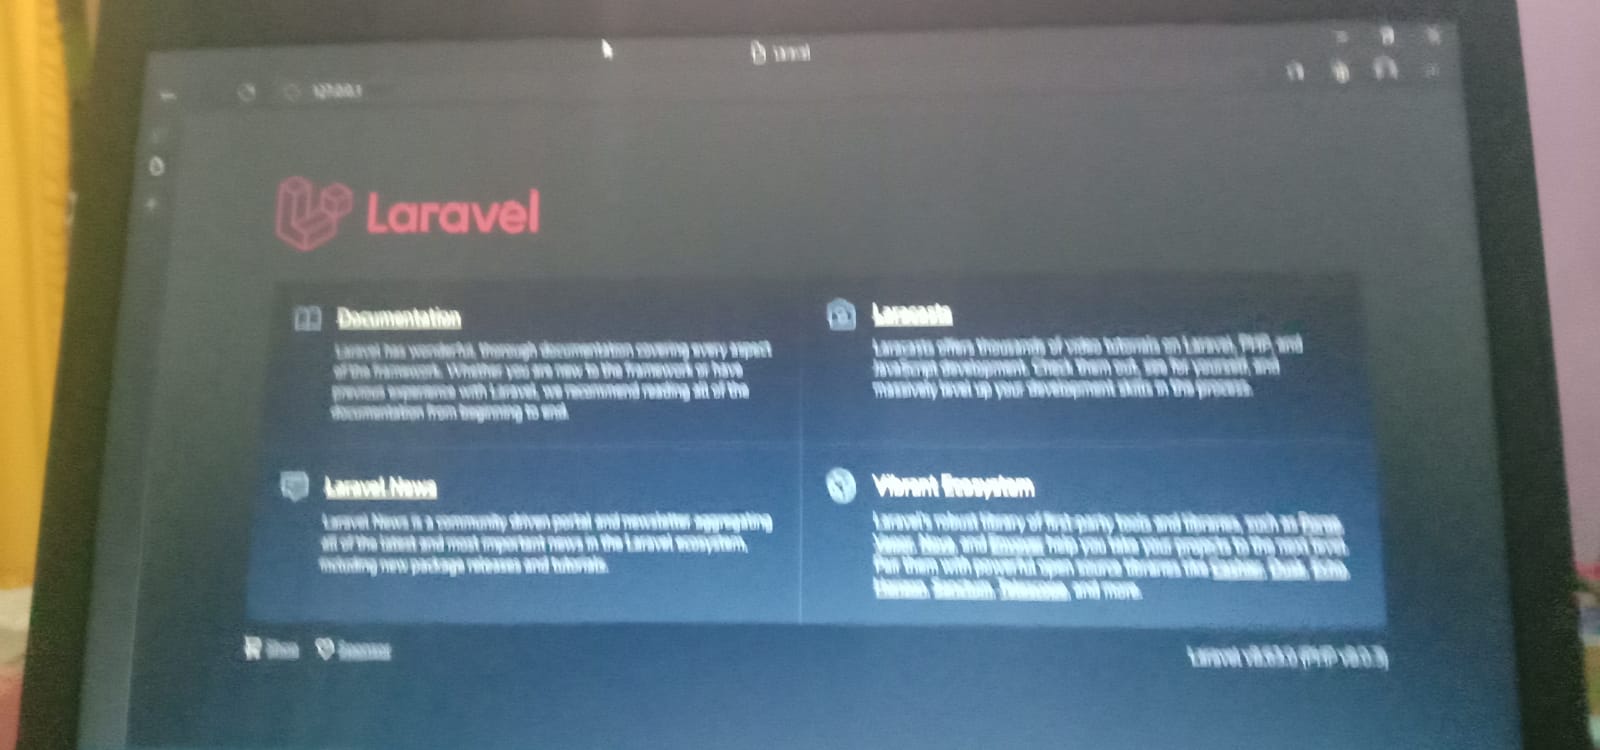 Laravel
127.0.0.1
Laravel
Documentation
Laravel has wonderful, thorough documentation covering every aspect
of the framework. Whether you are new to the framework or have
previous experience with Laravel, we recommend reading all of the
documentation from beginning to end.
Laracasts
Laracasts offers thousands of video tutorials on Laravel, PHP, and
JavaScript development. Check them out, see for yourself, and
massively level up your development skills in the process.
Laravel News
Laravel News is a community driven portal and newsletter aggregating
all of the latest and most important news in the Laravel ecosystem,
including new package releases and tutorials.
Vibrant Ecosystem
Laravel's robust library of first-party tools and libraries, such as Forge,
Vapor, Nova, and Envoyer help you take your projects to the next level.
Pair them with powerful open source libraries like Cashier, Dusk, Echo,
Horizon, Sanctum, Telescope, and more.
Shop
Sponsor
Laravel (PHP